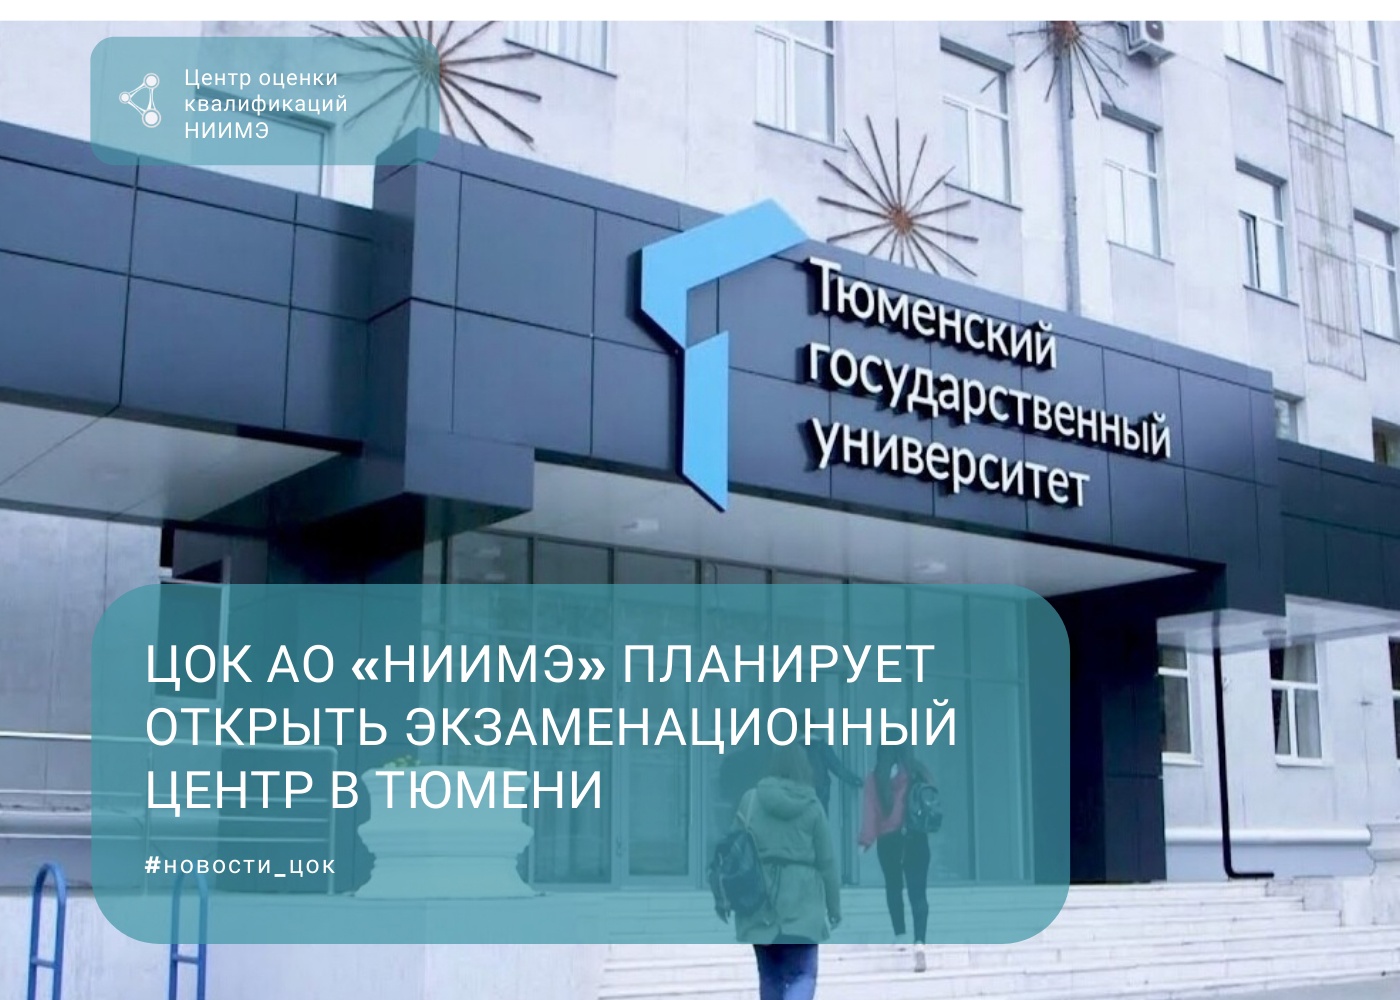 Центр оценки
квалификаций
НИИМЭ
Тюменский
государственный
университет
ЦОК АО «НИИМЭ» ПЛАНИРУЕТ
ОТКРЫТЬ ЭКЗАМЕНАЦИОННЫЙ
ЦЕНТР В ТЮМЕНИ
#новости_цок